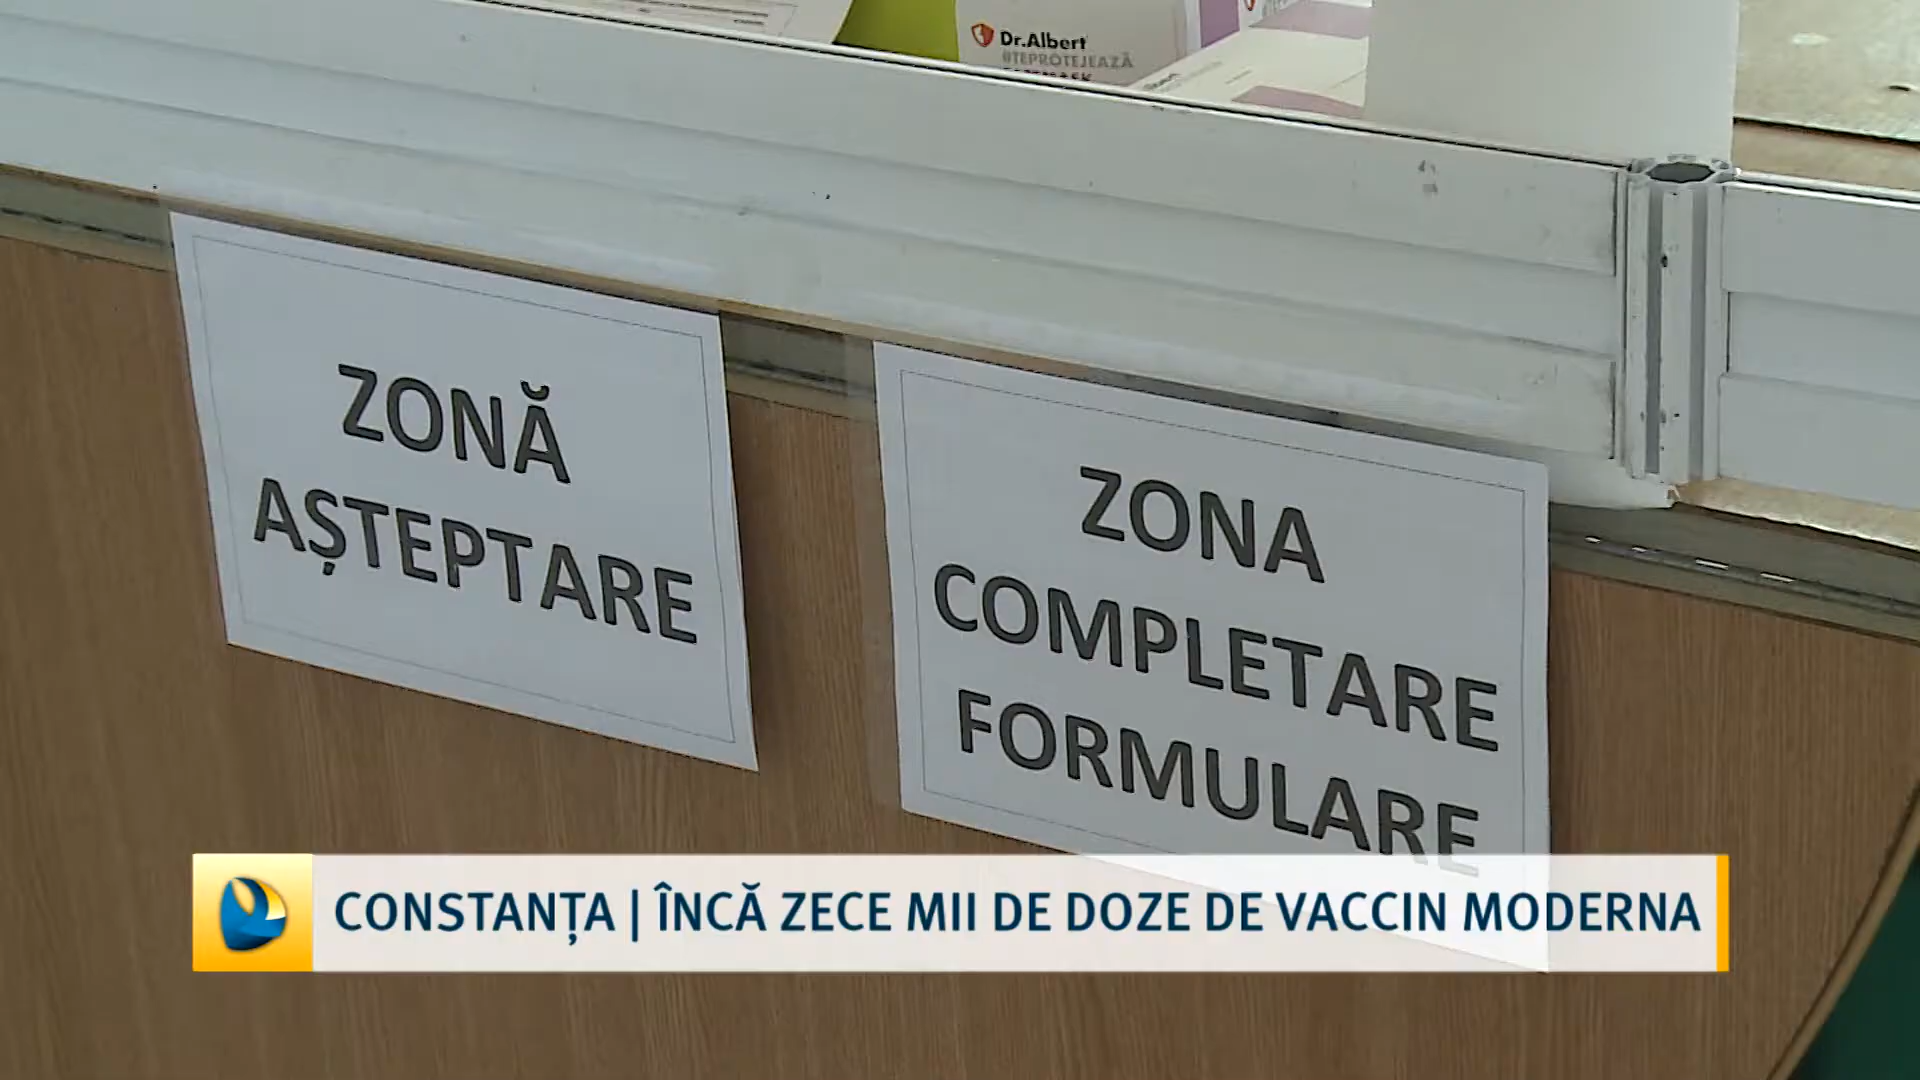 Dr.Albert
#TEPROTEJEAZĂ
ZONĂ
AȘTEPTARE
ZONA
COMPLETARE
FORMULARE
CONSTANȚA | ÎNCĂ ZECE MII DE DOZE DE VACCIN MODERNA